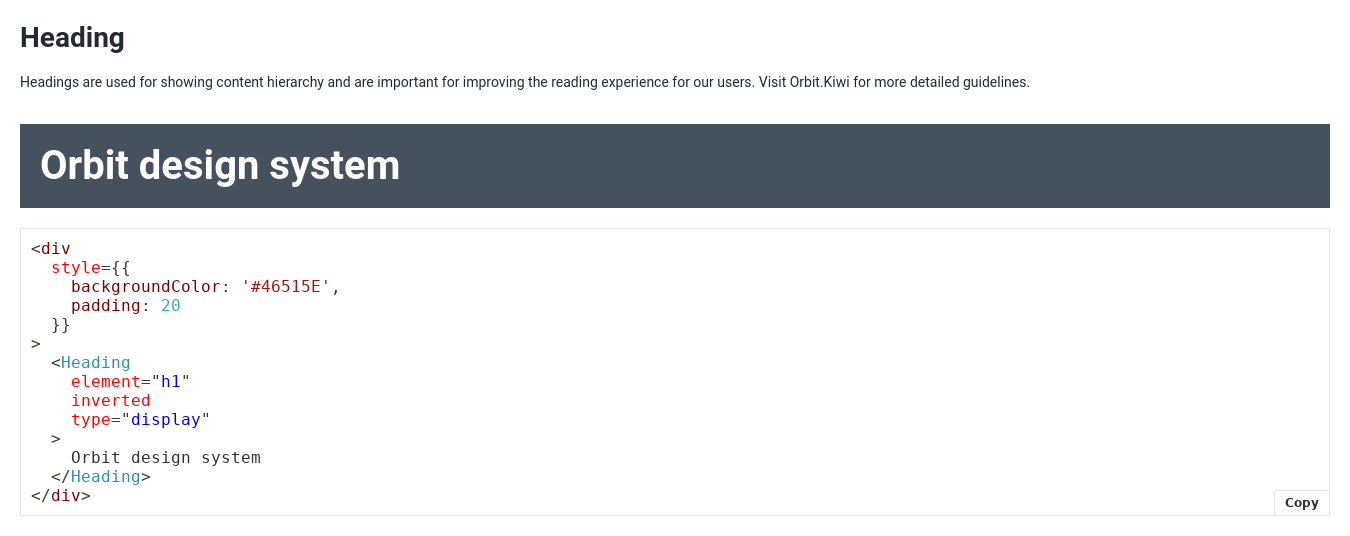 Heading
Headings are used for showing content hierarchy and are important for improving the reading experience for our users. Visit Orbit.Kiwi for more detailed guidelines.
Orbit design system
<div
  style={{
    backgroundColor: '#46515E',
    padding: 20
  }}
>
  <Heading
    element="h1"
    inverted
    type="display"
  >
    Orbit design system
  </Heading>
</div>
Copy